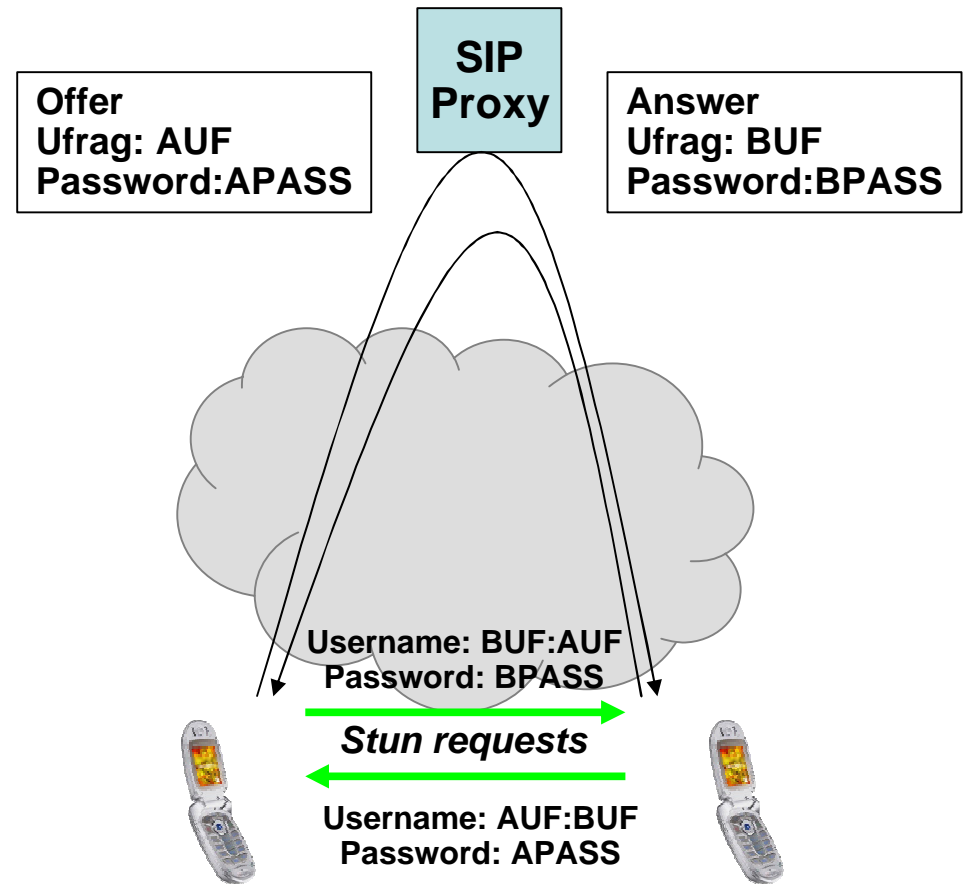 SIP
Proxy
Offer
Ufrag: AUF
Password:APASS
Answer
Ufrag: BUF
Password:BPASS
Username: BUF:AUF
Password: BPASS
Stun requests
Username: AUF:BUF
Password: APASS